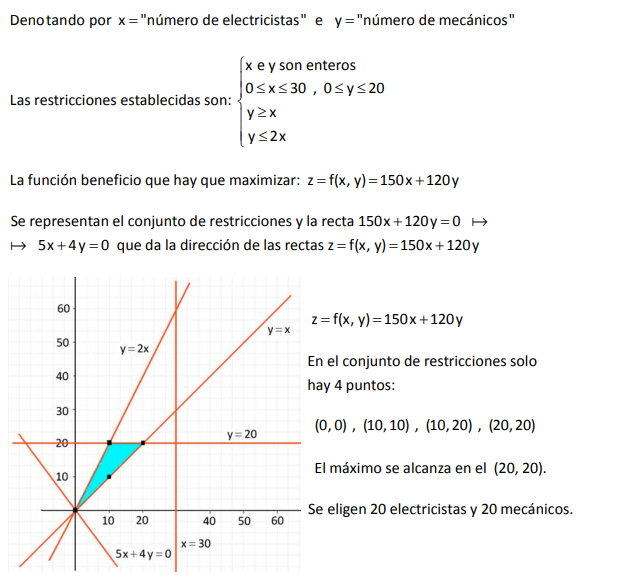 Denotando por x = "número de electricistas" e y = "número de mecánicos"
x e y son enteros
0 ≤ x ≤ 30 , 0 ≤ y ≤ 20
Las restricciones establecidas son:
y ≥ x
y ≤ 2x
La función beneficio que hay que maximizar: z = f(x, y) = 150x + 120y
Se representan el conjunto de restricciones y la recta 150x + 120y = 0 ↦
↦ 5x + 4y = 0 que da la dirección de las rectas z = f(x, y) = 150x + 120y
60
50
40
30
20
10
y = 2x
y = x
y = 20
10 20 40 50 60
x = 30
5x + 4y = 0
z = f(x, y) = 150x + 120y
En el conjunto de restricciones solo
hay 4 puntos:
(0, 0) , (10, 10) , (10, 20) , (20, 20)
El máximo se alcanza en el (20, 20).
Se eligen 20 electricistas y 20 mecánicos.